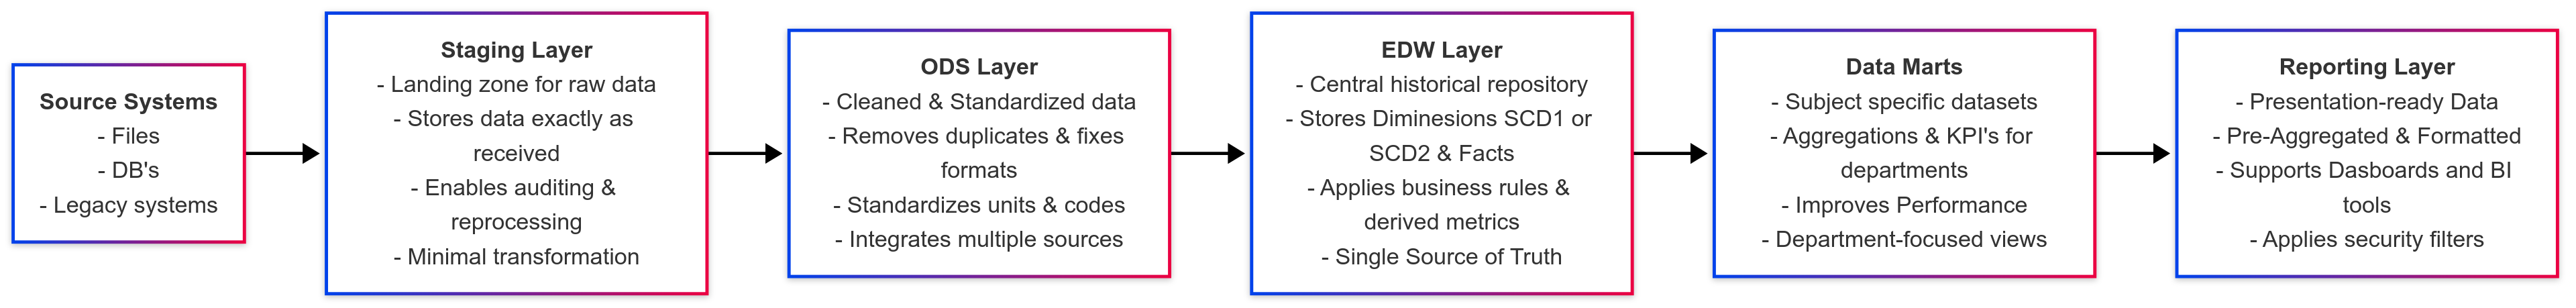 Source Systems
- Files
- DB's
- Legacy systems
Staging Layer
- Landing zone for raw data
- Stores data exactly as
received
- Enables auditing &
reprocessing
- Minimal transformation
ODS Layer
- Cleaned & Standardized data
- Removes duplicates & fixes
formats
- Standardizes units & codes
- Integrates multiple sources
EDW Layer
- Central historical repository
- Stores Diminesions SCD1 or
SCD2 & Facts
- Applies business rules &
derived metrics
- Single Source of Truth
Data Marts
- Subject specific datasets
- Aggregations & KPI's for
departments
- Improves Performance
- Department-focused views
Reporting Layer
- Presentation-ready Data
- Pre-Aggregated & Formatted
- Supports Dasboards and BI
tools
- Applies security filters